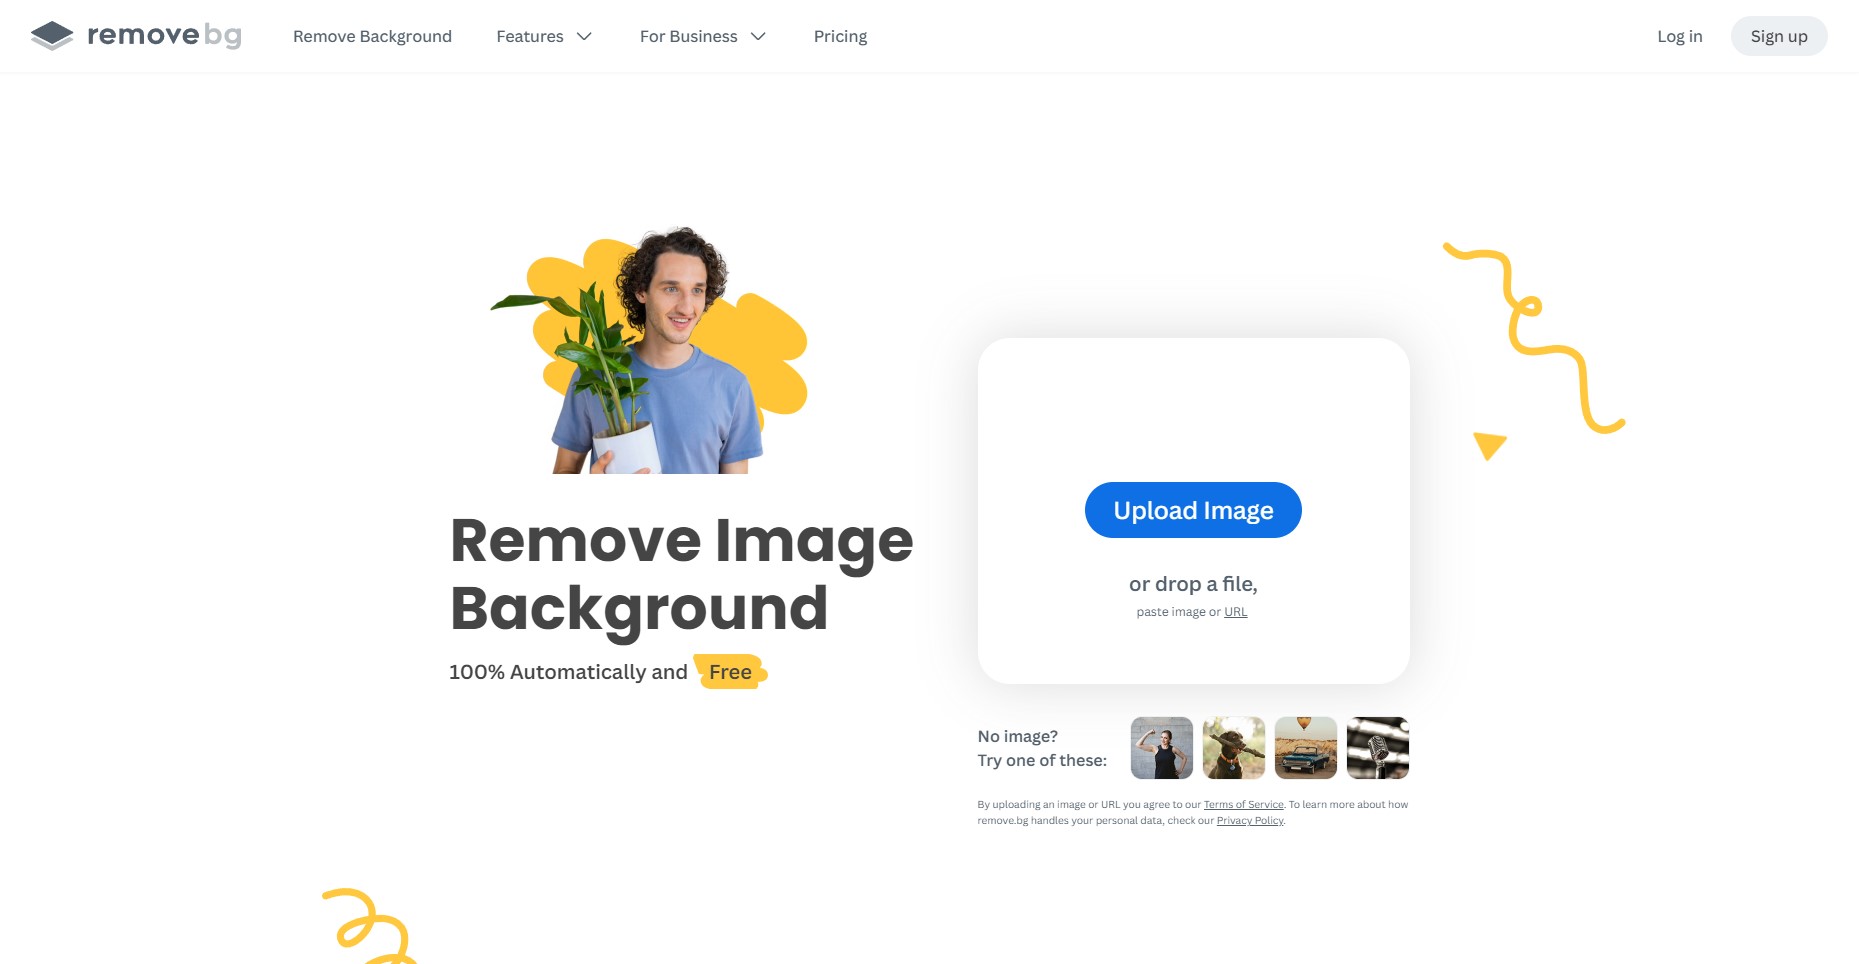 removebg
Remove Background
Features
For Business
Pricing
Log in
Sign up
Remove Image
Background
100% Automatically and Free
Upload Image
or drop a file,
paste image or URL
No image?
Try one of these:
By uploading an image or URL you agree to our Terms of Service. To learn more about how
remove.bg handles your personal data, check our Privacy Policy.